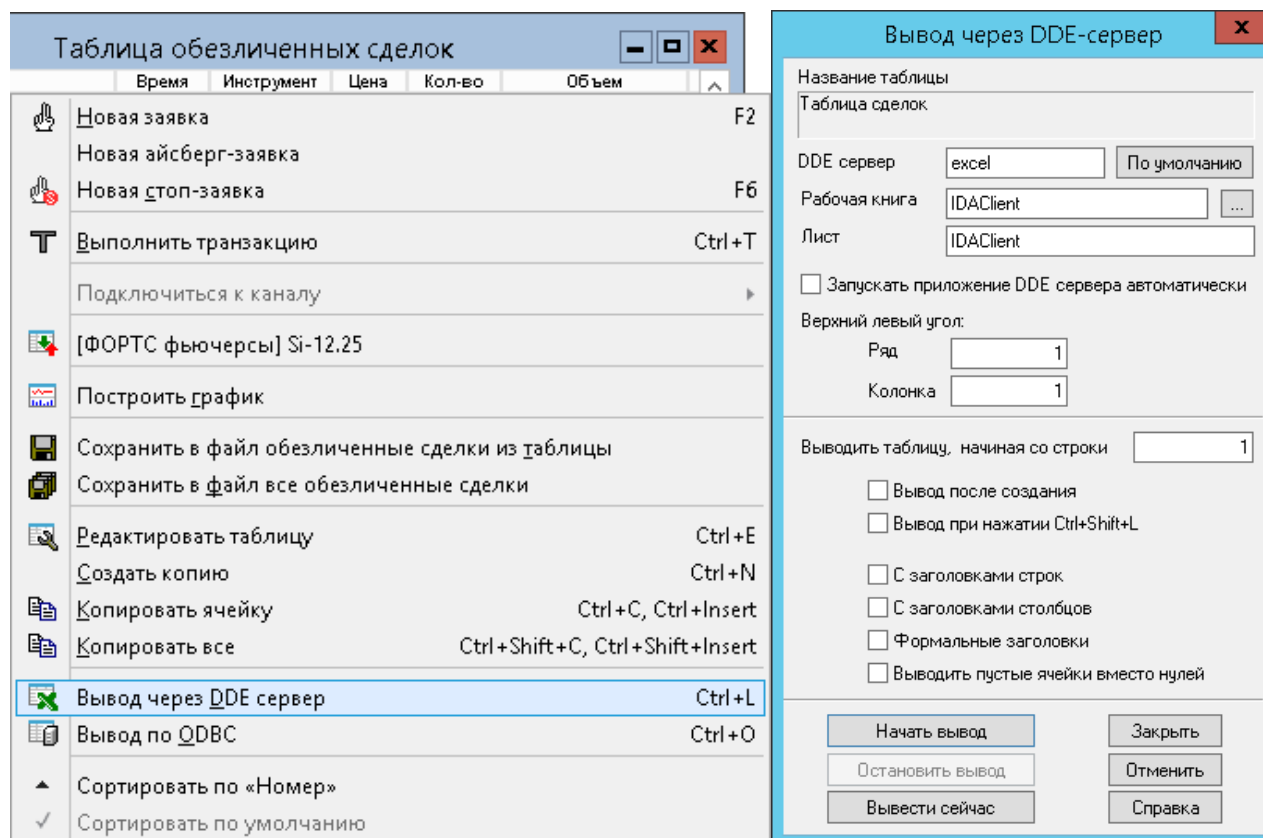 Таблица обезличенных сделок
Время Инструмент Цена Кол-во Объем
Новая заявка F2
Новая айсберг-заявка
Новая стоп-заявка F6
Выполнить транзакцию Ctrl+T
Подключиться к каналу
[ФОРТС фьючерсы] Si-12.25
Построить график
Сохранить в файл обезличенные сделки из таблицы
Сохранить в файл все обезличенные сделки
Редактировать таблицу Ctrl+E
Создать копию Ctrl+N
Копировать ячейку Ctrl+C, Ctrl+Insert
Копировать все Ctrl+Shift+C, Ctrl+Shift+Insert
Вывод через DDE сервер Ctrl+L
Вывод по ODBC Ctrl+O
Сортировать по «Номер»
Сортировать по умолчанию
Вывод через DDE-сервер
Название таблицы
Таблица сделок
DDE сервер excel По умолчанию
Рабочая книга IDAClient ...
Лист IDAClient
Запускать приложение DDE сервера автоматически
Верхний левый угол:
Ряд 1
Колонка 1
Выводить таблицу, начиная со строки 1
Вывод после создания
Вывод при нажатии Ctrl+Shift+L
С заголовками строк
С заголовками столбцов
Формальные заголовки
Выводить пустые ячейки вместо нулей
Начать вывод Закрыть
Остановить вывод Отменить
Вывести сейчас Справка